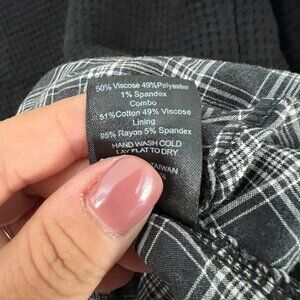 50% Viscose 49% Polyester
1% Spandex
Combo
51% Cotton 49% Viscose
Lining
95% Rayon 5% Spandex
HAND WASH COLD
LAY FLAT TO DRY
TAIWAN